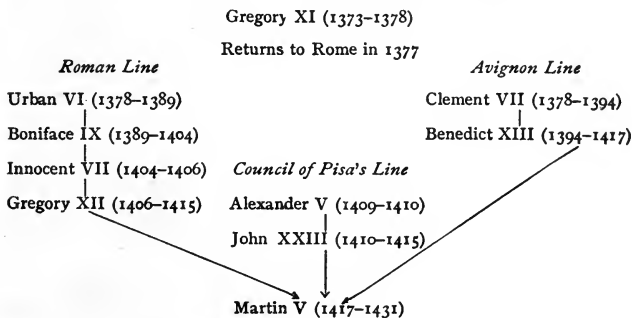 Gregory XI (1373–1378)
Returns to Rome in 1377
Roman Line
Avignon Line
Urban VI (1378–1389)
Clement VII (1378–1394)
Boniface IX (1389–1404)
Benedict XIII (1394–1417)
Innocent VII (1404–1406)
Council of Pisa's Line
Gregory XII (1406–1415)
Alexander V (1409–1410)
John XXIII (1410–1415)
Martin V (1417–1431)